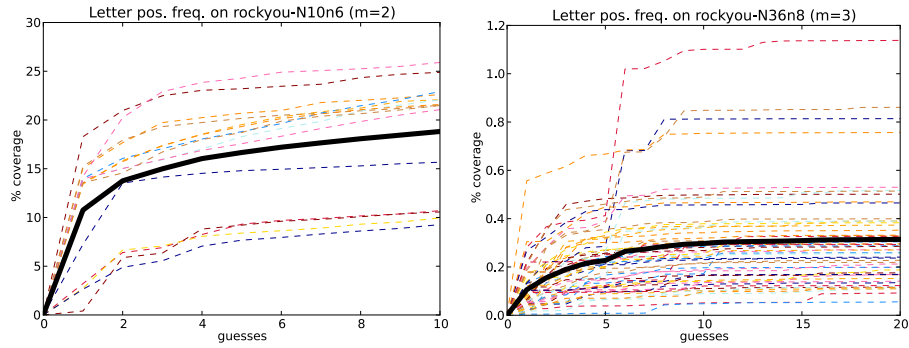 Letter pos. freq. on rockyou-N10n6 (m=2)
30
25
20
15
10
5
0
% coverage
0 2 4 6 8 10
guesses
Letter pos. freq. on rockyou-N36n8 (m=3)
1.2
1.0
0.8
0.6
0.4
0.2
0.0
% coverage
0 5 10 15 20
guesses